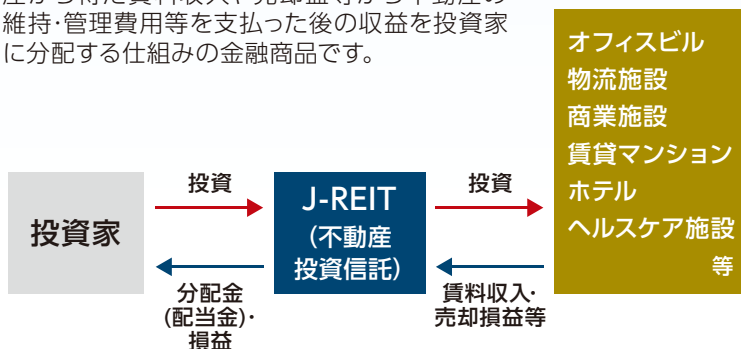 維持・管理費用等を支払った後の収益を投資家
に分配する仕組みの金融商品です。
投資家
投資
分配金
(配当金)・
損益
J-REIT
(不動産
投資信託)
投資
賃料収入・
売却損益等
オフィスビル
物流施設
商業施設
賃貸マンション
ホテル
ヘルスケア施設
等